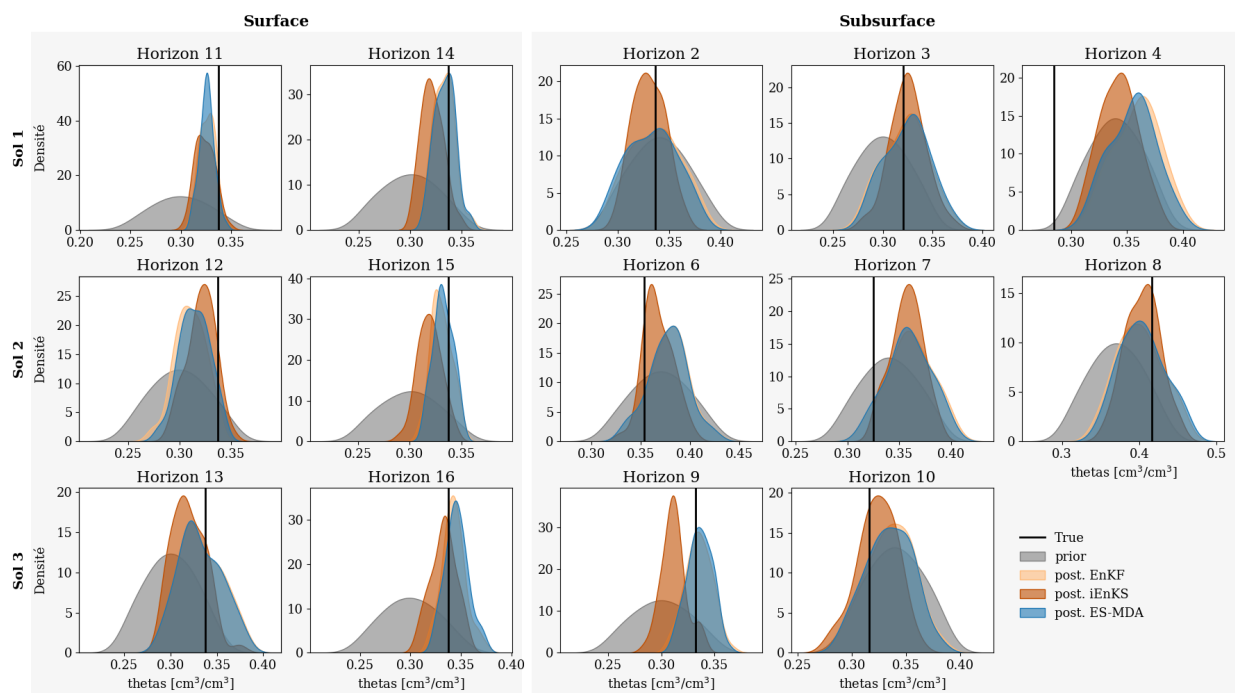 Surface
Subsurface
Horizon 11
Horizon 14
Horizon 2
Horizon 3
Horizon 4
Sol 1
Densité
60
40
20
0
0.20 0.25 0.30 0.35
30
20
10
0
0.25 0.30 0.35
20
15
10
5
0
0.25 0.30 0.35 0.40
20
15
10
5
0
0.25 0.30 0.35 0.40
20
15
10
5
0
0.30 0.35 0.40
Horizon 12
Horizon 15
Horizon 6
Horizon 7
Horizon 8
Sol 2
Densité
25
20
15
10
5
0
0.25 0.30 0.35
40
30
20
10
0
0.25 0.30 0.35
25
20
15
10
5
0
0.30 0.35 0.40 0.45
25
20
15
10
5
0
0.30 0.35 0.40
15
10
5
0
0.3 0.4 0.5
thetas [cm³/cm³]
Horizon 13
Horizon 16
Horizon 9
Horizon 10
Sol 3
Densité
20
15
10
5
0
0.25 0.30 0.35 0.40
thetas [cm³/cm³]
30
20
10
0
0.25 0.30 0.35 0.40
thetas [cm³/cm³]
30
20
10
0
0.25 0.30 0.35
thetas [cm³/cm³]
20
15
10
5
0
0.25 0.30 0.35 0.40
thetas [cm³/cm³]
True
prior
post. EnKF
post. iEnKS
post. ES-MDA